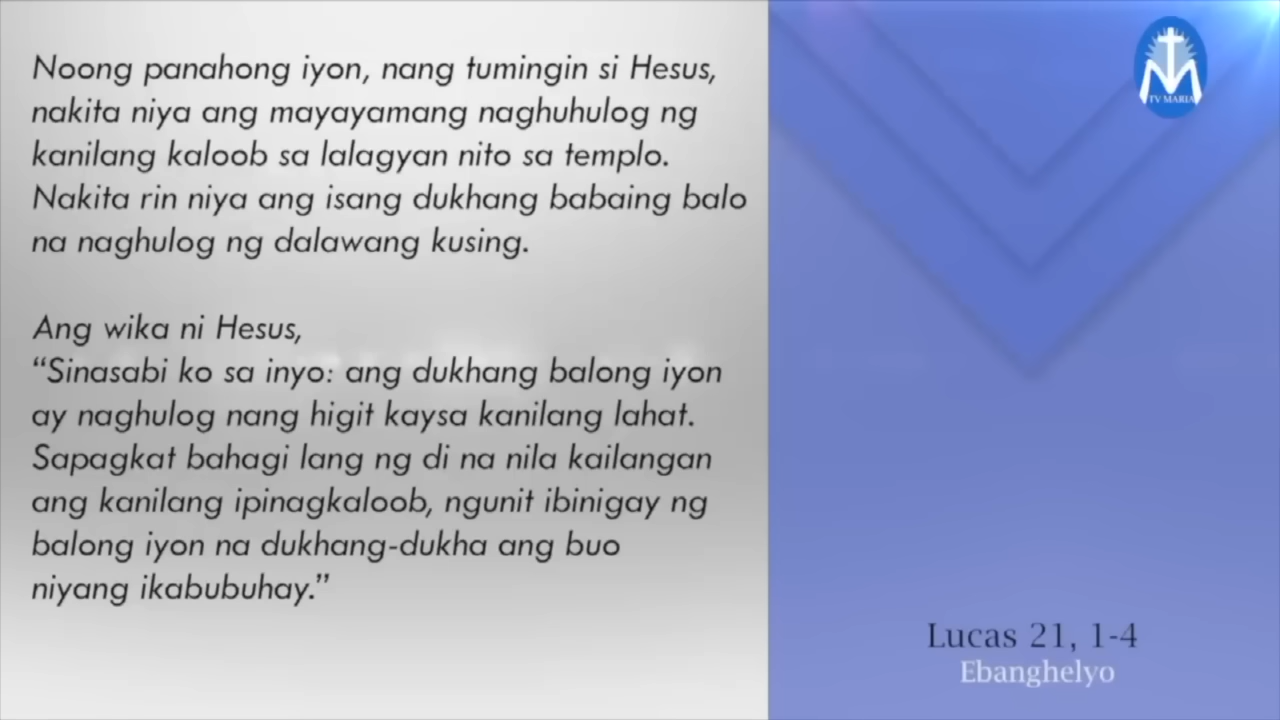 Noong panahong iyon, nang tumingin si Hesus,
nakita niya ang mayayamang naghuhulog ng
kanilang kaloob sa lalagyan nito sa templo.
Nakita rin niya ang isang dukhang babaing balo
na naghulog ng dalawang kusing.
Ang wika ni Hesus,
“Sinasabi ko sa inyo: ang dukhang balong iyon
ay naghulog nang higit kaysa kanilang lahat.
Sapagkat bahagi lang ng di na nila kailangan
ang kanilang ipinagkaloob, ngunit ibinigay ng
balong iyon na dukhang-dukha ang buo
niyang ikabubuhay.”
TV MARIA
Lucas 21, 1-4
Ebanghelyo